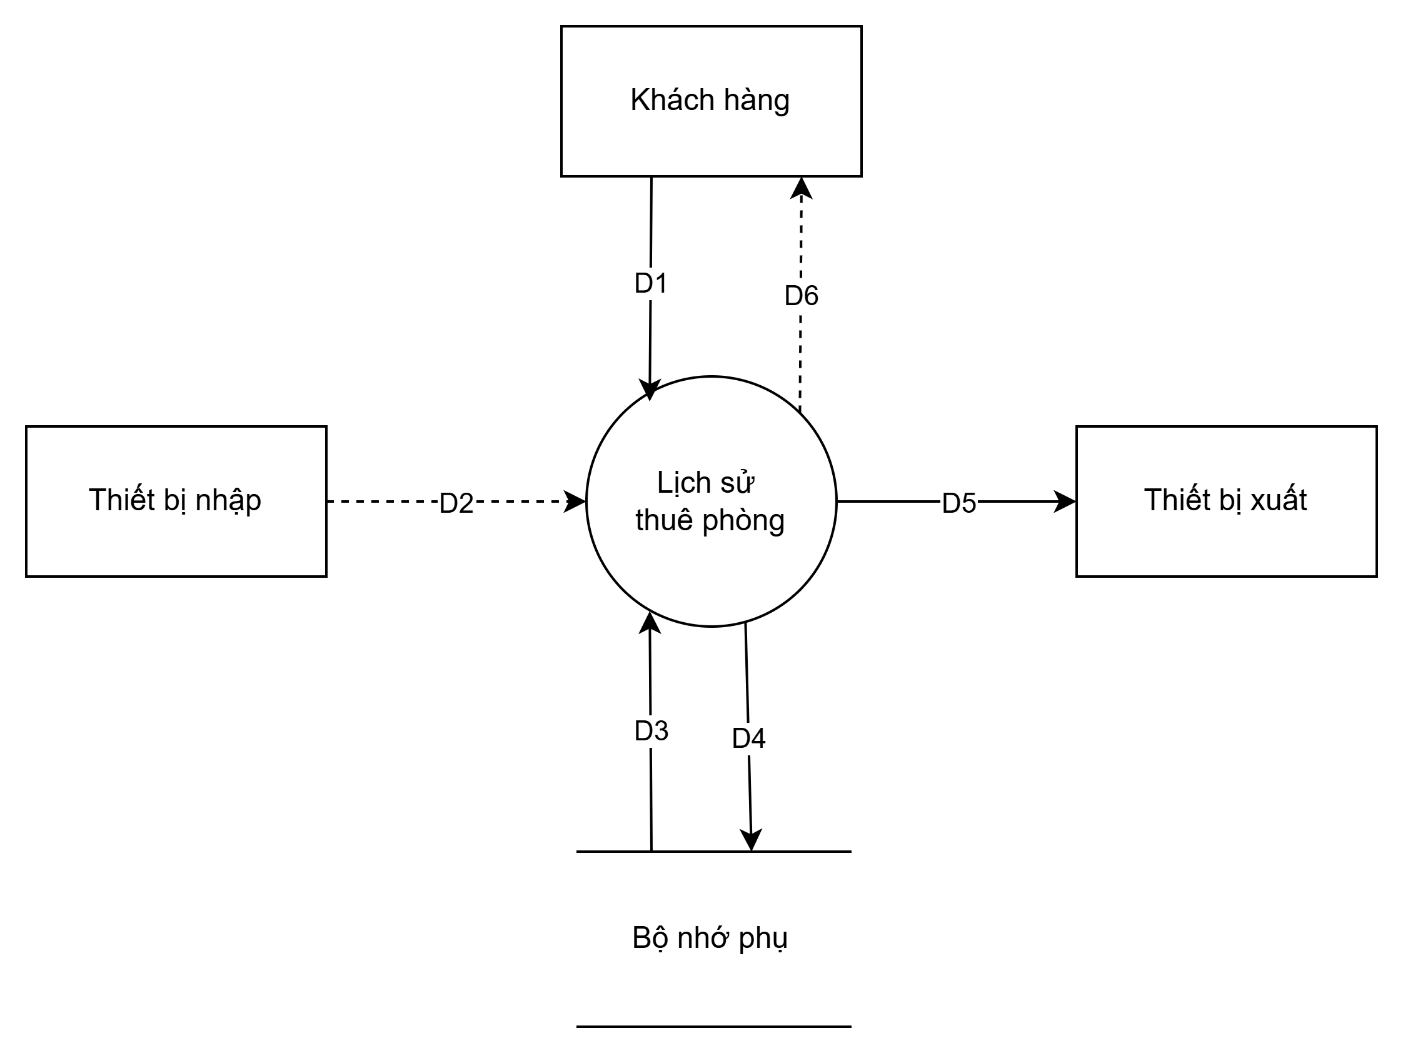 Khách hàng
D1
D6
Thiết bị nhập
D2
Lịch sử
thuê phòng
D5
Thiết bị xuất
D3
D4
Bộ nhớ phụ